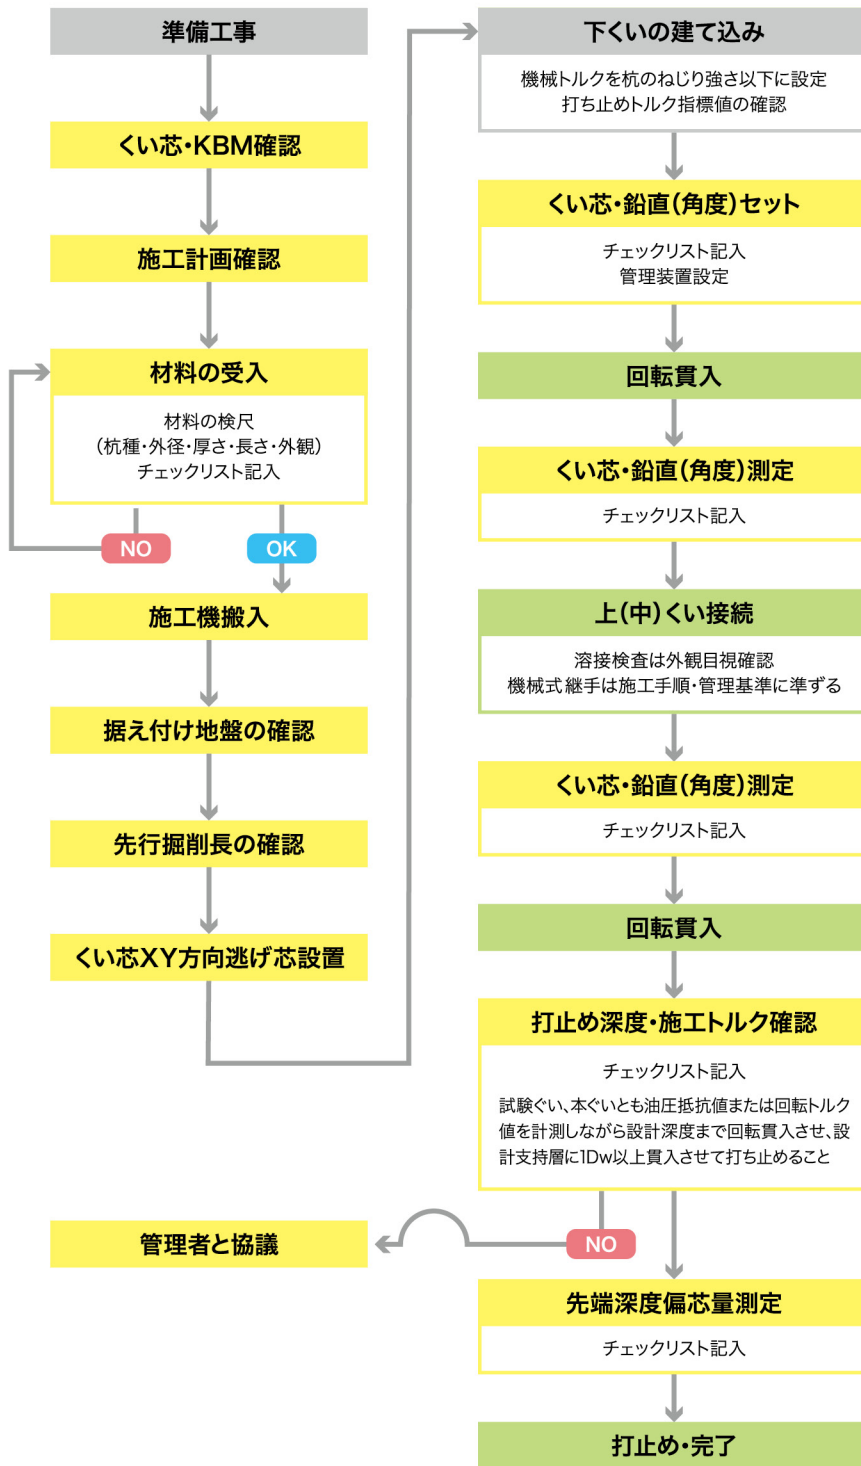 準備工事
くい芯・KBM確認
施工計画確認
材料の受入
材料の検尺
(杭種・外径・厚さ・長さ・外観)
チェックリスト記入
NO
OK
施工機搬入
据え付け地盤の確認
先行掘削長の確認
くい芯XY方向逃げ芯設置
下くいの建て込み
機械トルクを杭のねじり強さ以下に設定
打ち止めトルク指標値の確認
くい芯・鉛直(角度)セット
チェックリスト記入
管理装置設定
回転貫入
くい芯・鉛直(角度)測定
チェックリスト記入
上(中)くい接続
溶接検査は外観目視確認
機械式継手は施工手順・管理基準に準ずる
くい芯・鉛直(角度)測定
チェックリスト記入
回転貫入
打止め深度・施工トルク確認
チェックリスト記入
試験ぐい、本ぐいとも油圧抵抗値または回転トルク
値を計測しながら設計深度まで回転貫入させ、設
計支持層に1Dw以上貫入させて打ち止めること
NO
管理者と協議
先端深度偏芯量測定
チェックリスト記入
打止め・完了